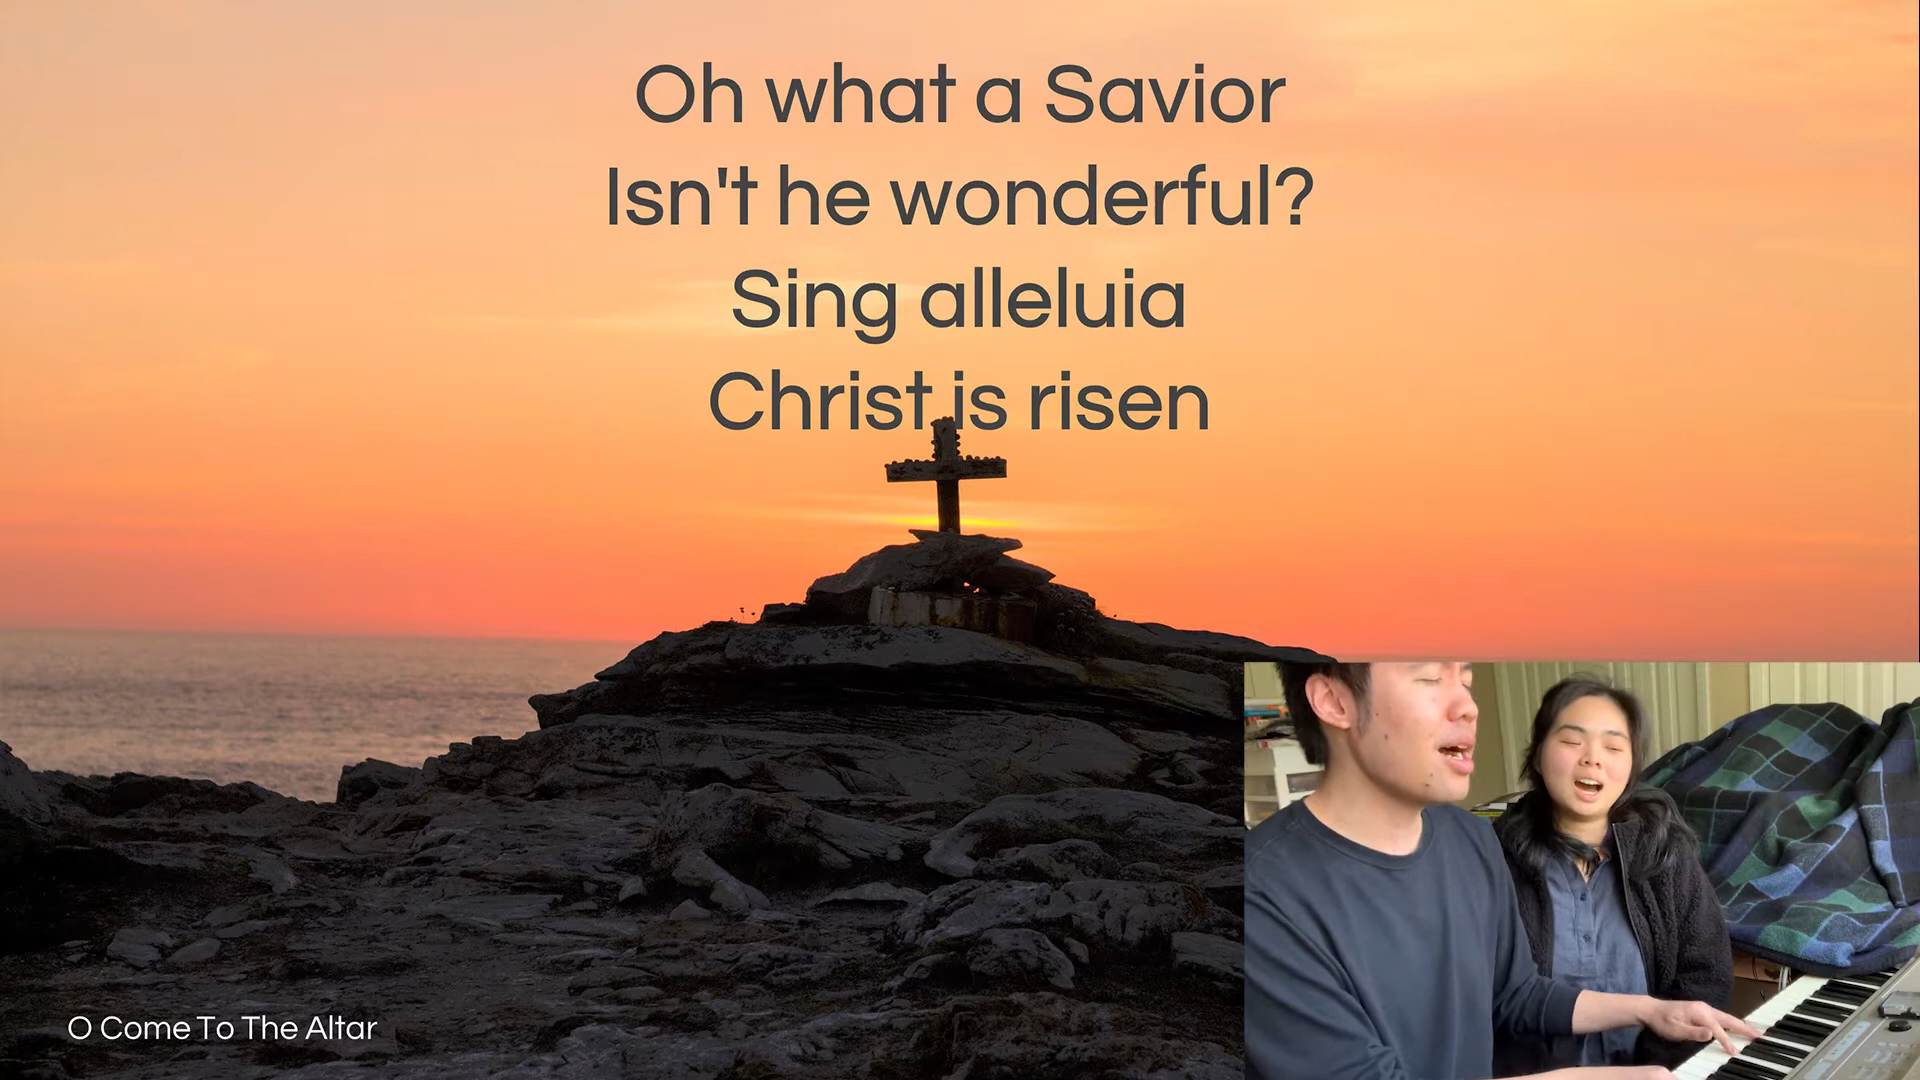 Oh what a Savior
Isn't he wonderful?
Sing alleluia
Christ is risen
O Come To The Altar